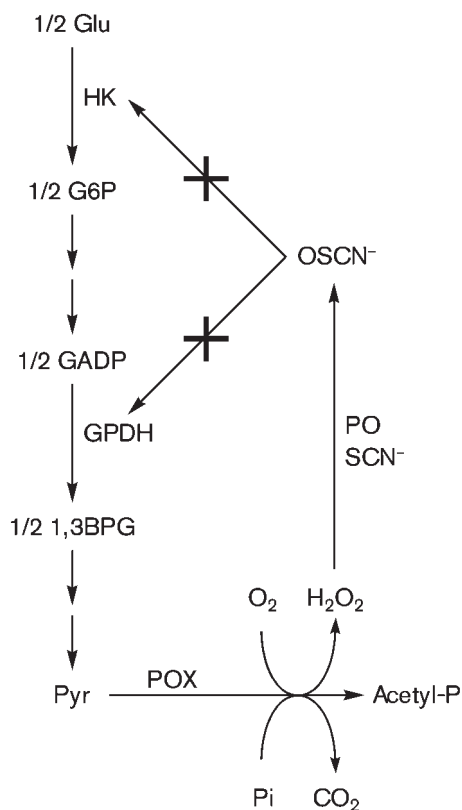 1/2 Glu
HK
1/2 G6P
OSCN⁻
1/2 GADP
GPDH
PO
SCN⁻
1/2 1,3BPG
O₂ H₂O₂
Pyr POX Acetyl-P
Pi CO₂